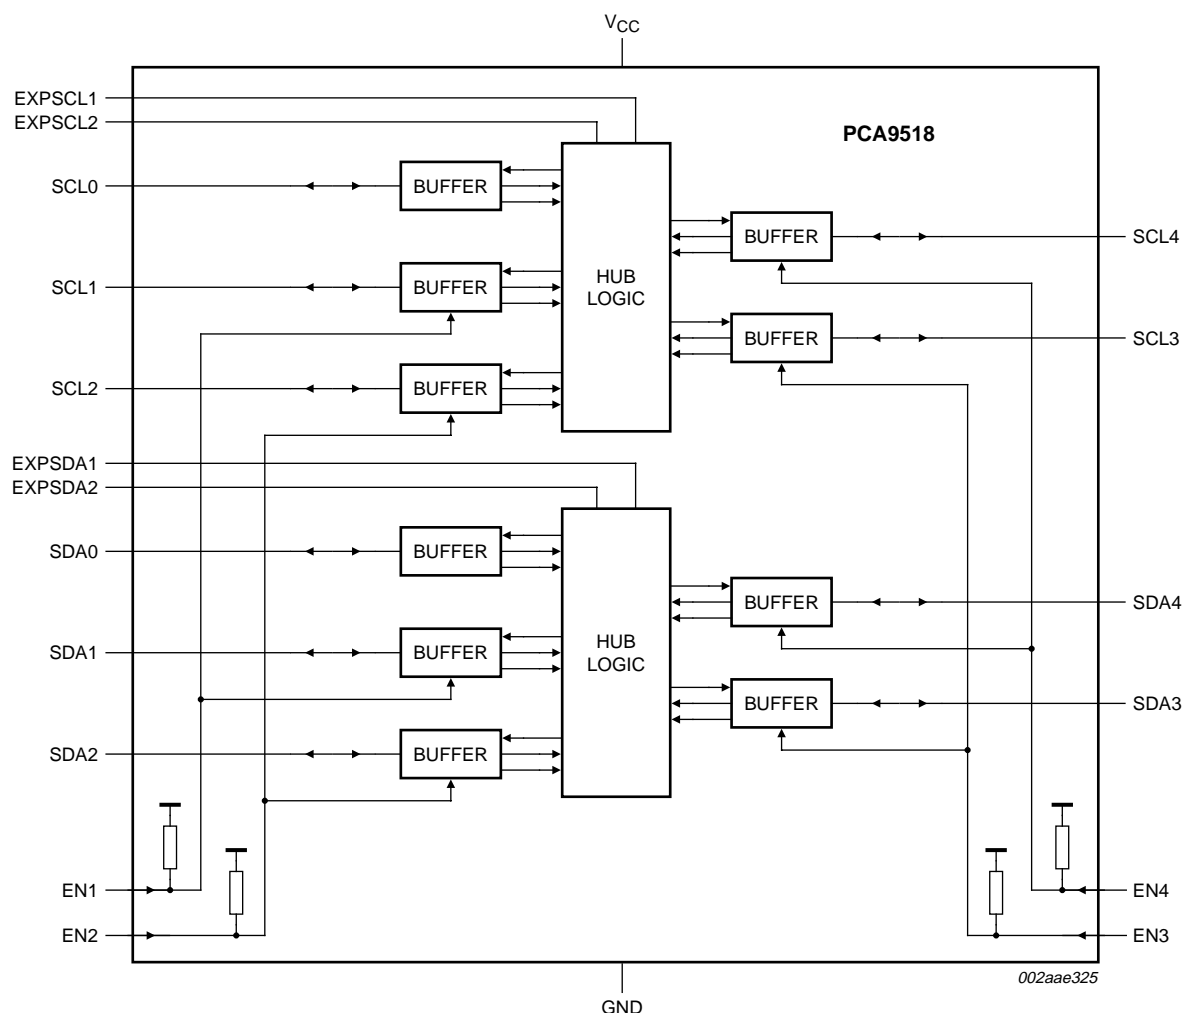 VCC
EXPSCL1
EXPSCL2
PCA9518
SCL0
BUFFER
BUFFER
SCL4
SCL1
BUFFER
HUB
LOGIC
BUFFER
SCL3
SCL2
BUFFER
EXPSDA1
EXPSDA2
SDA0
BUFFER
BUFFER
SDA4
SDA1
BUFFER
HUB
LOGIC
BUFFER
SDA3
SDA2
BUFFER
EN1
EN4
EN2
EN3
002aae325
GND